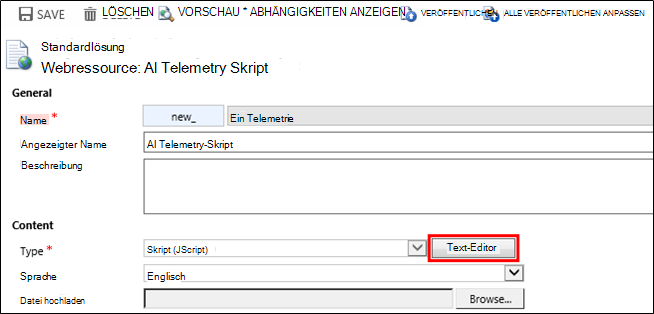 SAVE LÖSCHEN VORSCHAU * ABHÄNGIGKEITEN ANZEIGEN VERÖFFENTLICHEN ALLE VERÖFFENTLICHEN ANPASSEN
Standardlösung
Webressource: AI Telemetry Skript
General
Name * new_ Ein Telemetrie
Angezeigter Name AI Telemetry-Skript
Beschreibung
Content
Type * Skript (JScript) Text-Editor
Sprache Englisch
Datei hochladen Browse...